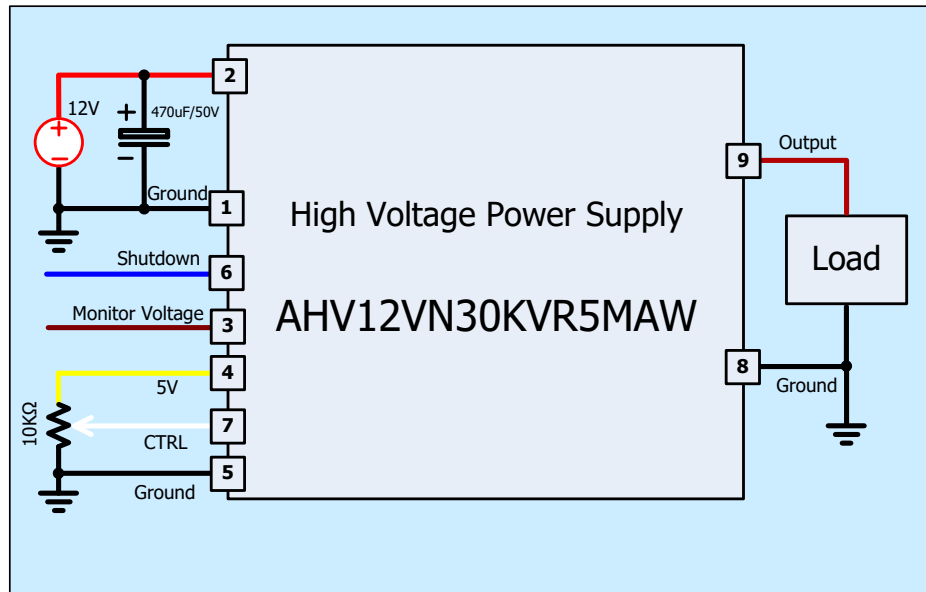 2
12V
+
470uF/50V
+
−
−
Ground
1
Shutdown
6
Monitor Voltage
3
4
5V
10KΩ
7
CTRL
5
Ground
High Voltage Power Supply
AHV12VN30KVR5MAW
9
Output
Load
8
Ground